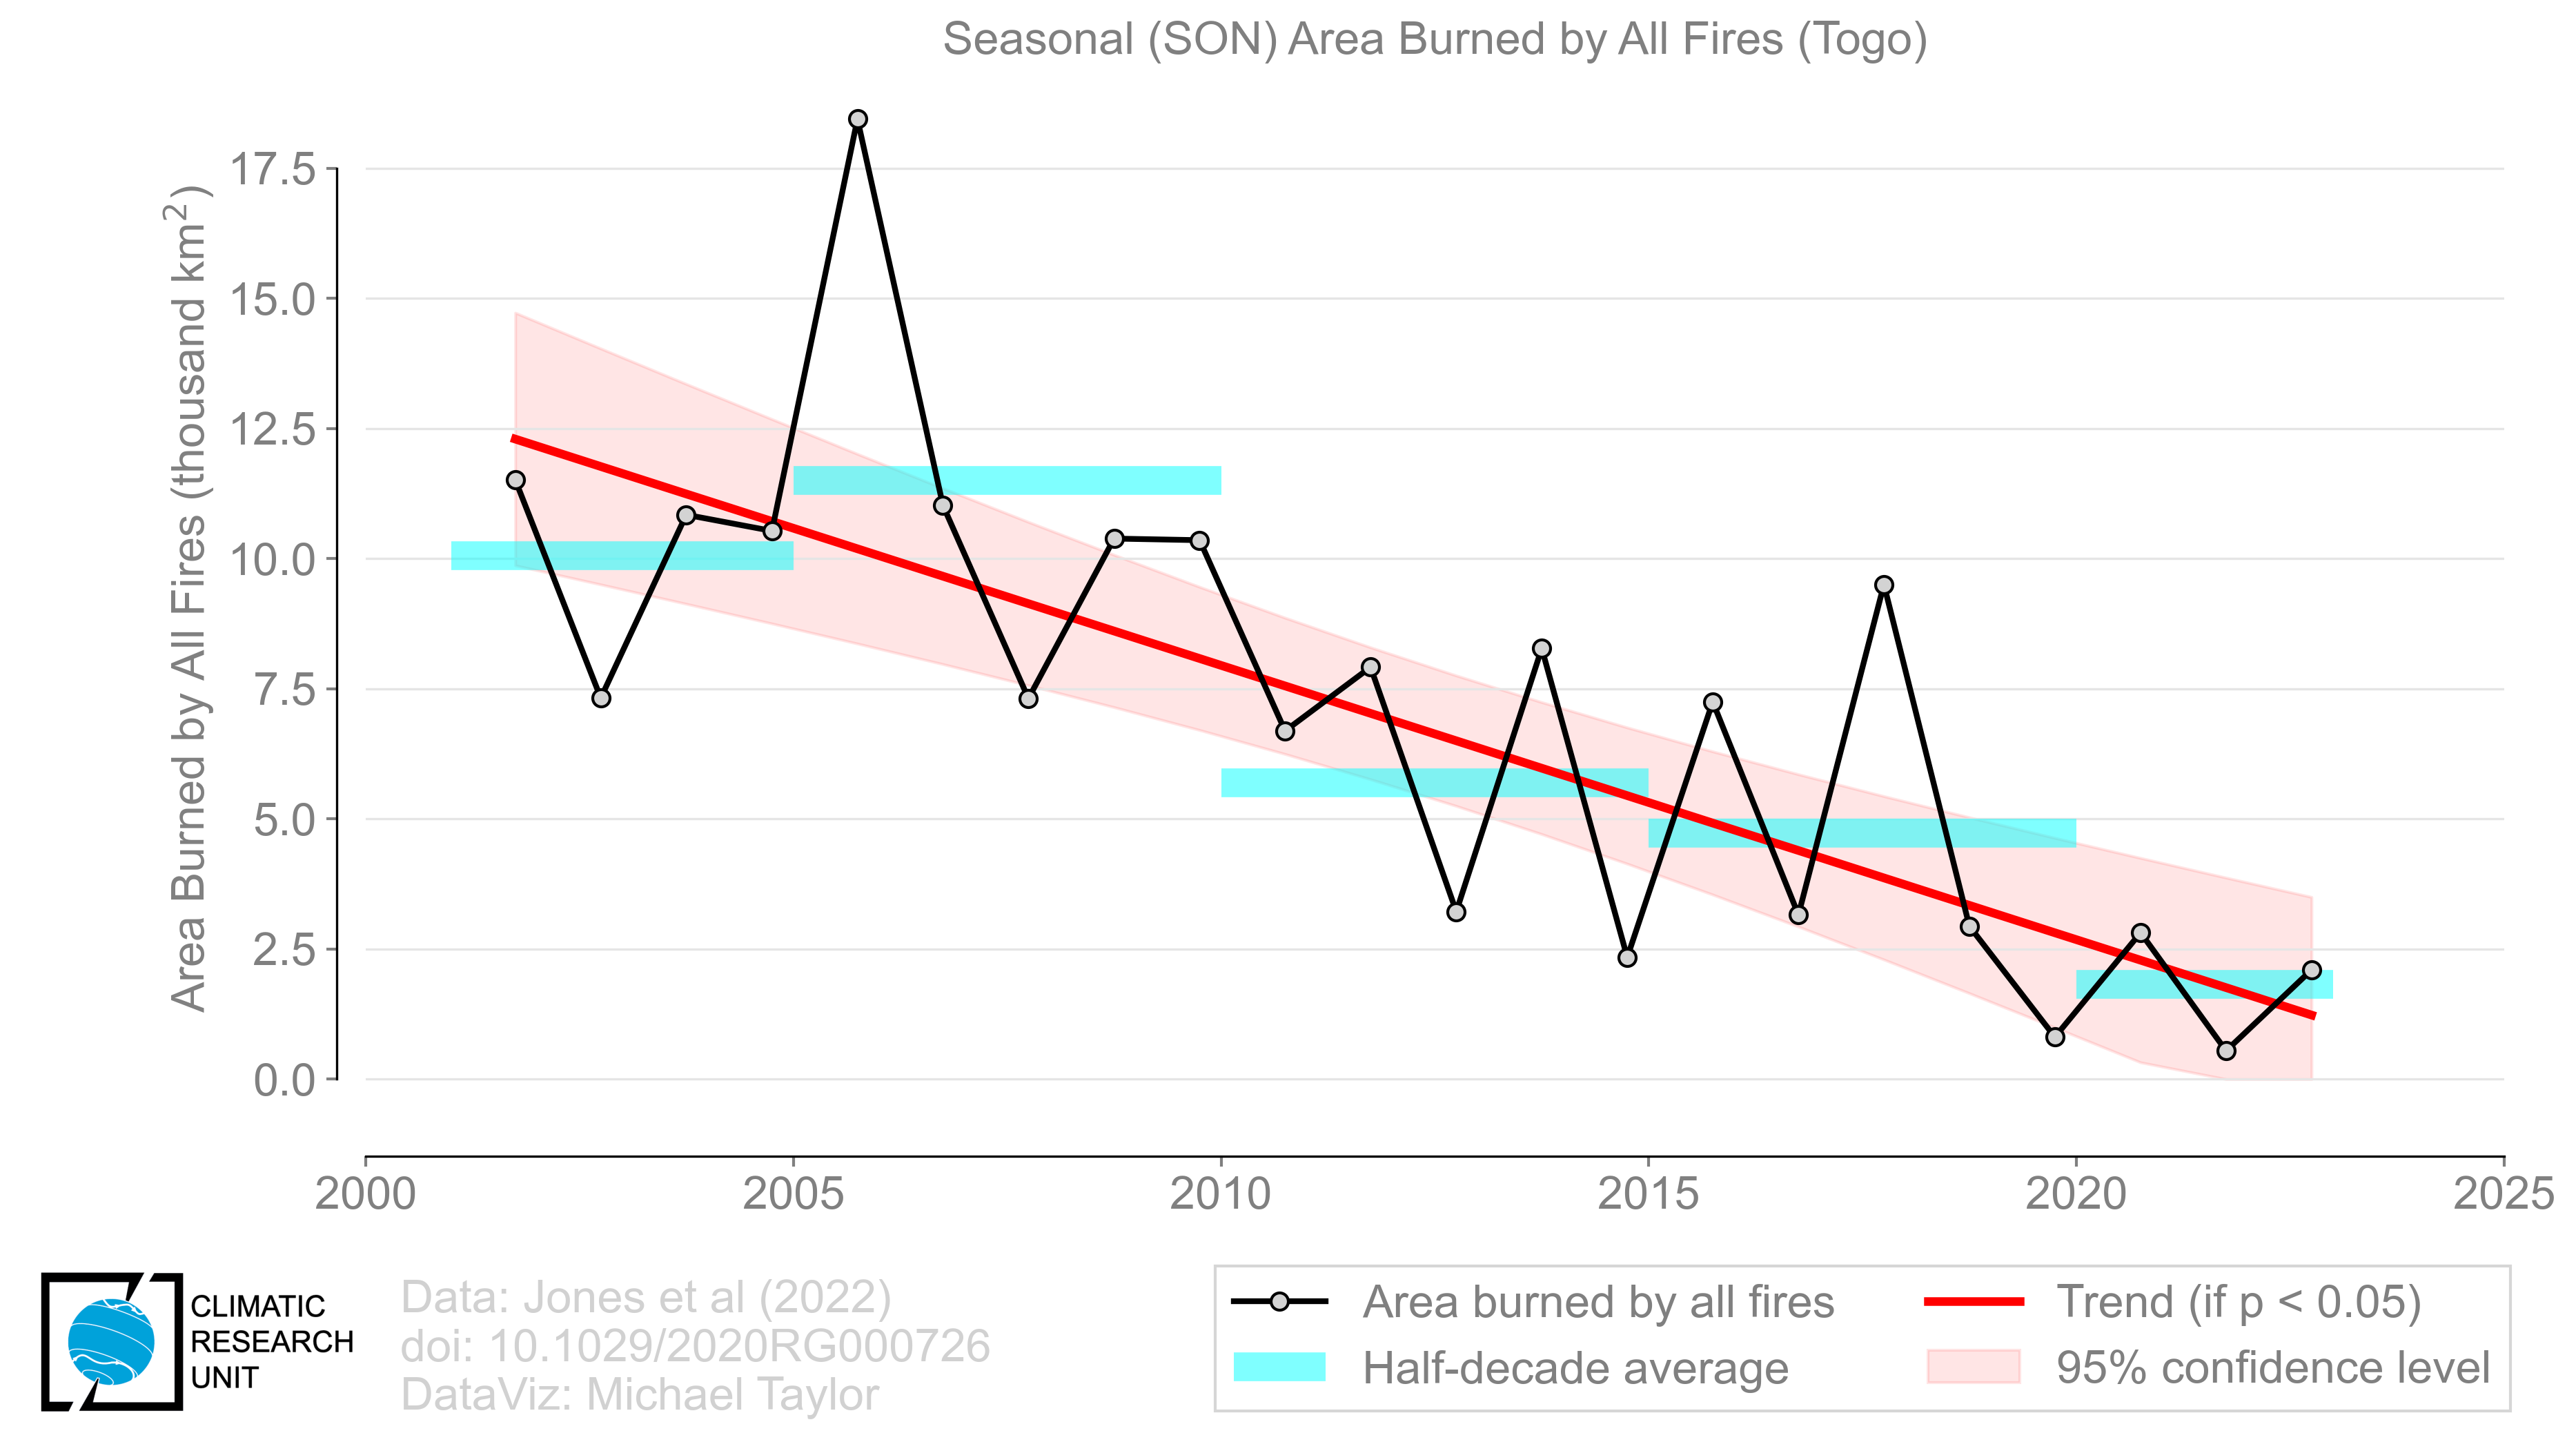 Seasonal (SON) Area Burned by All Fires (Togo)
Area Burned by All Fires (thousand km²)
17.5
15.0
12.5
10.0
7.5
5.0
2.5
0.0
2000 2005 2010 2015 2020 2025
CLIMATIC
RESEARCH
UNIT
Data: Jones et al (2022)
doi: 10.1029/2020RG000726
DataViz: Michael Taylor
Area burned by all fires
Half-decade average
Trend (if p < 0.05)
95% confidence level